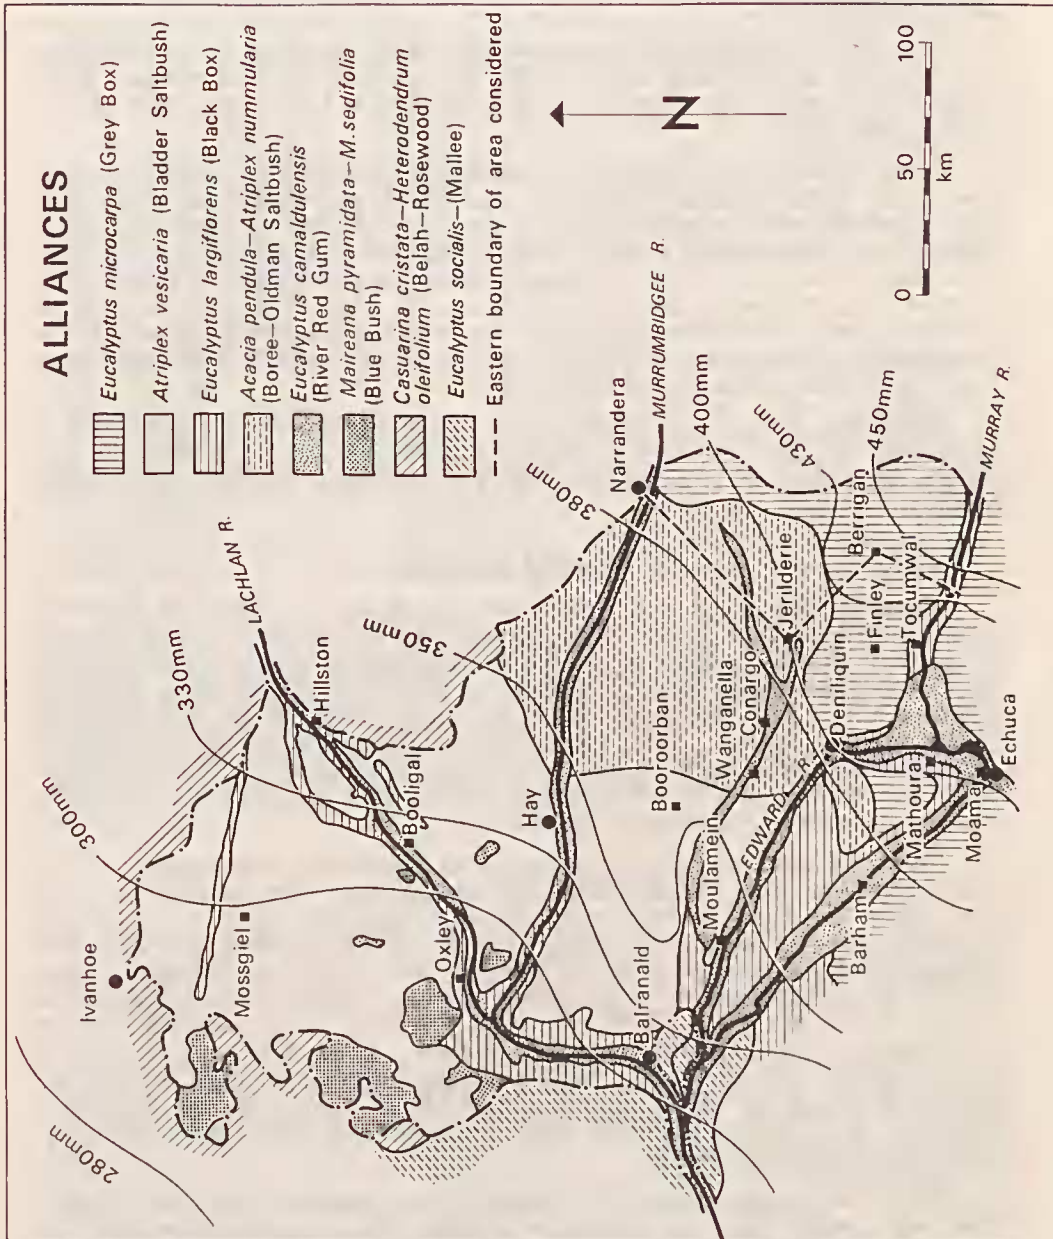 ALLIANCES
Eucalyptus microcarpa (Grey Box)
Atriplex vesicaria (Bladder Saltbush)
Eucalyptus largiflorens (Black Box)
Acacia pendula—Atriplex nummularia
(Boree—Oldman Saltbush)
Eucalyptus camaldulensis
(River Red Gum)
Maireana pyramidata—M. sedifolia
(Blue Bush)
Casuarina cristata—Heterodendrum
oleifolium (Belah—Rosewood)
Eucalyptus socialis—(Mallee)
Eastern boundary of area considered
N
0 50 100
km
280mm
300mm
330mm
350mm
380mm
400mm
430mm
450mm
LACHLAN R.
MURRUMBIDGEE R.
MURRAY R.
EDWARD R.
Ivanhoe
Mossgiel
Hillston
Booligal
Oxley
Hay
Balranald
Booroorban
Narrandera
Wanganella
Conargo
Jerilderie
Moulamein
Deniliquin
Berrigan
Finley
Tocumwal
Barham
Mathoura
Moama
Echuca